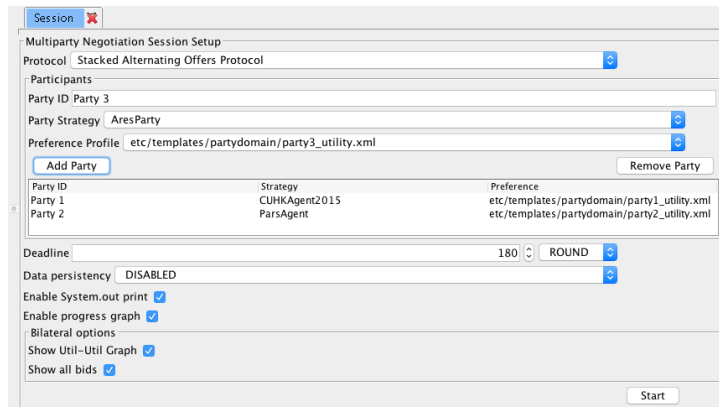 Session
Multiparty Negotiation Session Setup
Protocol Stacked Alternating Offers Protocol
Participants
Party ID Party 3
Party Strategy AresParty
Preference Profile etc/templates/partydomain/party3_utility.xml
Add Party Remove Party
Party ID Strategy Preference
Party 1 CUHKAgent2015 etc/templates/partydomain/party1_utility.xml
Party 2 ParsAgent etc/templates/partydomain/party2_utility.xml
Deadline 180 ROUND
Data persistency DISABLED
Enable System.out print
Enable progress graph
Bilateral options
Show Util-Util Graph
Show all bids
Start